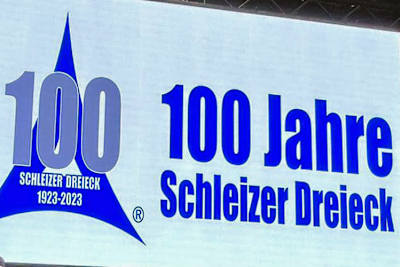 100
SCHLEIZER DREIECK
1923-2023
®
100 Jahre
Schleizer Dreieck